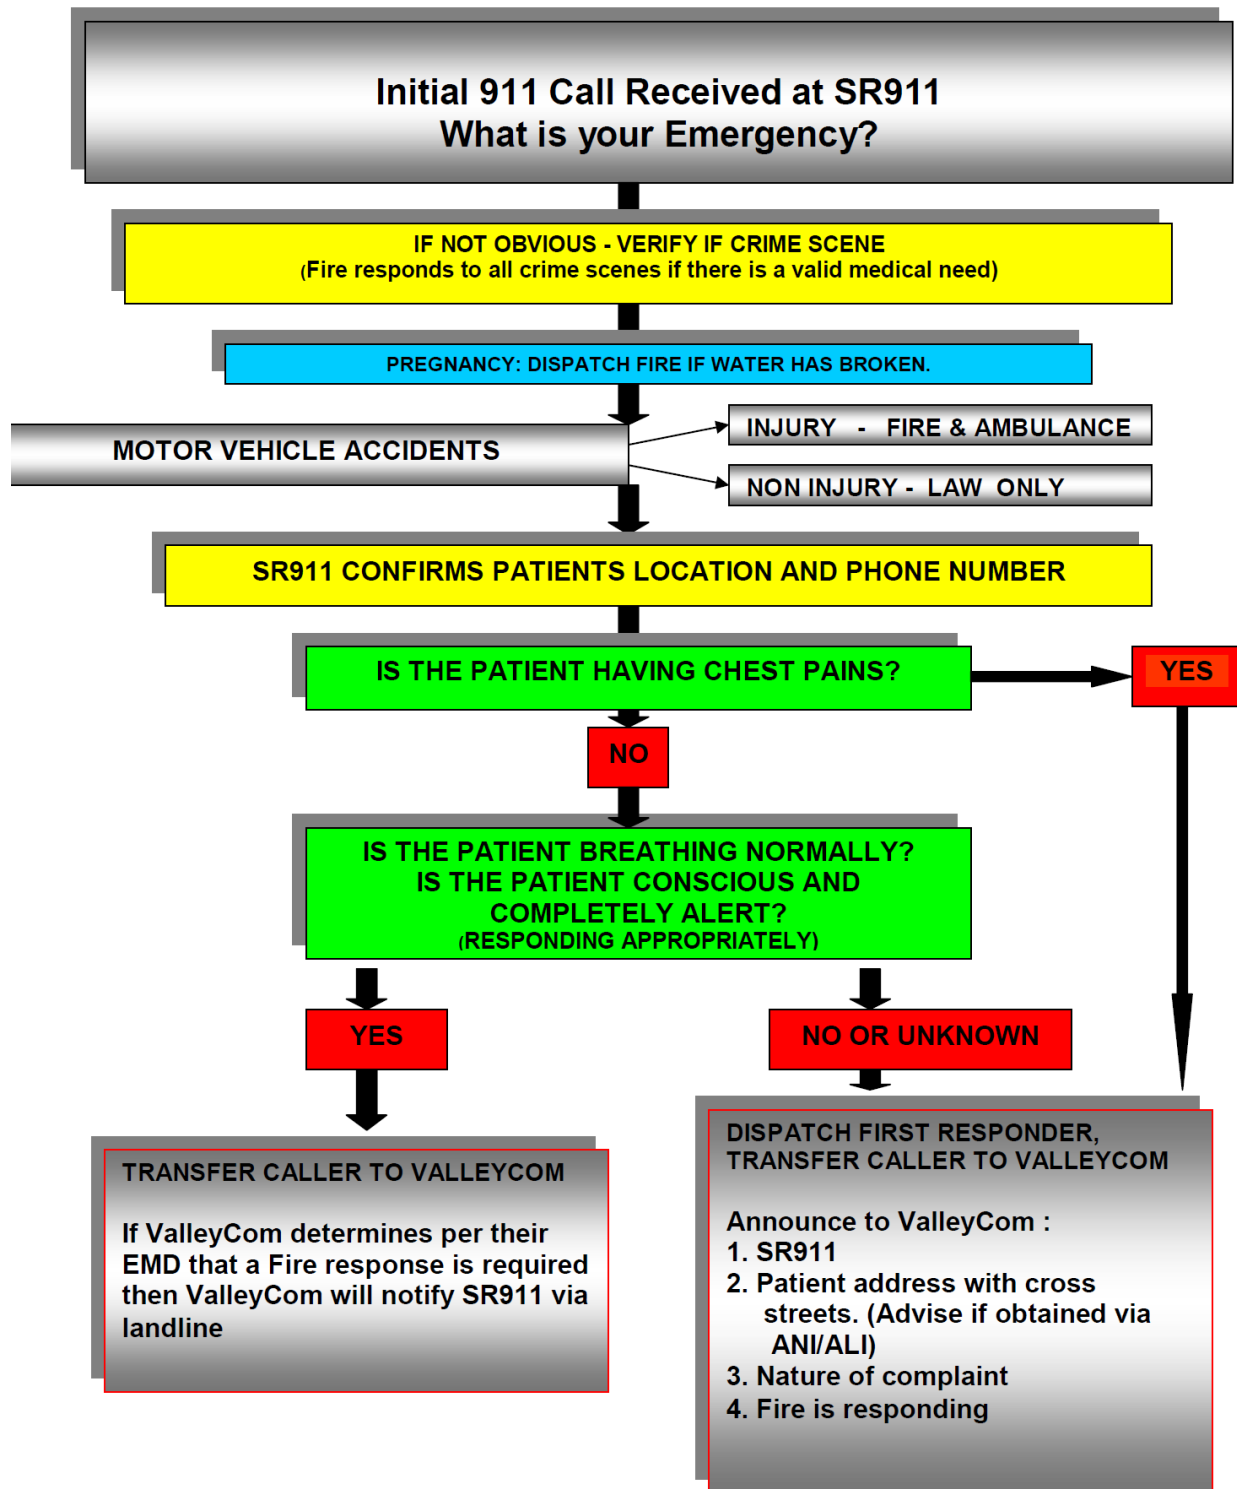 Initial 911 Call Received at SR911
What is your Emergency?
IF NOT OBVIOUS - VERIFY IF CRIME SCENE
(Fire responds to all crime scenes if there is a valid medical need)
PREGNANCY: DISPATCH FIRE IF WATER HAS BROKEN.
MOTOR VEHICLE ACCIDENTS
INJURY - FIRE & AMBULANCE
NON INJURY - LAW ONLY
SR911 CONFIRMS PATIENTS LOCATION AND PHONE NUMBER
IS THE PATIENT HAVING CHEST PAINS?
YES
NO
IS THE PATIENT BREATHING NORMALLY?
IS THE PATIENT CONSCIOUS AND
COMPLETELY ALERT?
(RESPONDING APPROPRIATELY)
YES
NO OR UNKNOWN
TRANSFER CALLER TO VALLEYCOM
If ValleyCom determines per their
EMD that a Fire response is required
then ValleyCom will notify SR911 via
landline
DISPATCH FIRST RESPONDER,
TRANSFER CALLER TO VALLEYCOM
Announce to ValleyCom :
1. SR911
2. Patient address with cross
streets. (Advise if obtained via
ANI/ALI)
3. Nature of complaint
4. Fire is responding